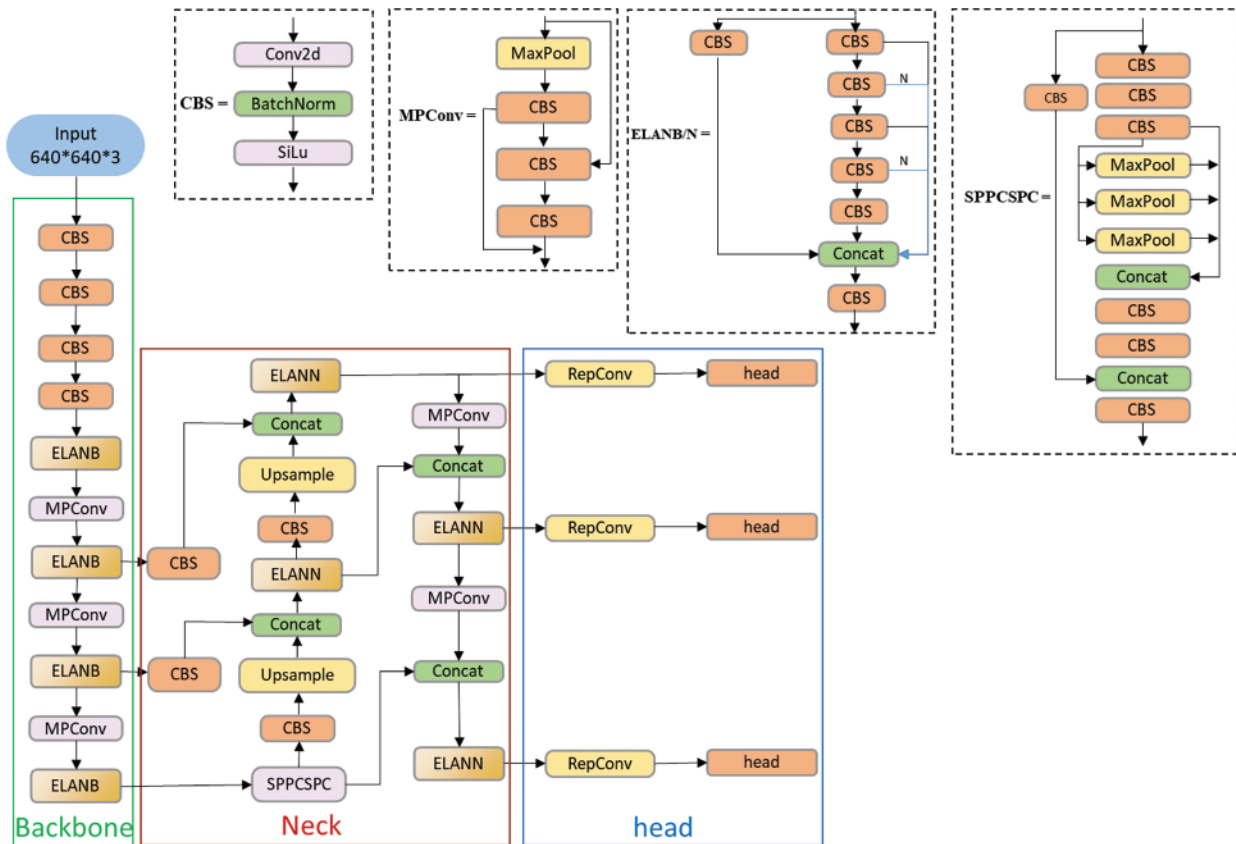 Input
640*640*3
CBS
CBS
CBS
CBS
ELANB
MPConv
ELANB
MPConv
ELANB
MPConv
ELANB
Backbone
CBS =
Conv2d
BatchNorm
SiLu
MPConv =
MaxPool
CBS
CBS
CBS
ELANB/N =
CBS
CBS
CBS
N
CBS
CBS
N
CBS
Concat
CBS
SPPCSPC =
CBS
CBS
CBS
CBS
MaxPool
MaxPool
MaxPool
Concat
CBS
CBS
Concat
CBS
ELANN
Concat
Upsample
CBS
CBS
ELANN
Concat
CBS
Upsample
CBS
SPPCSPC
MPConv
Concat
ELANN
MPConv
Concat
ELANN
Neck
RepConv
head
RepConv
head
RepConv
head
head